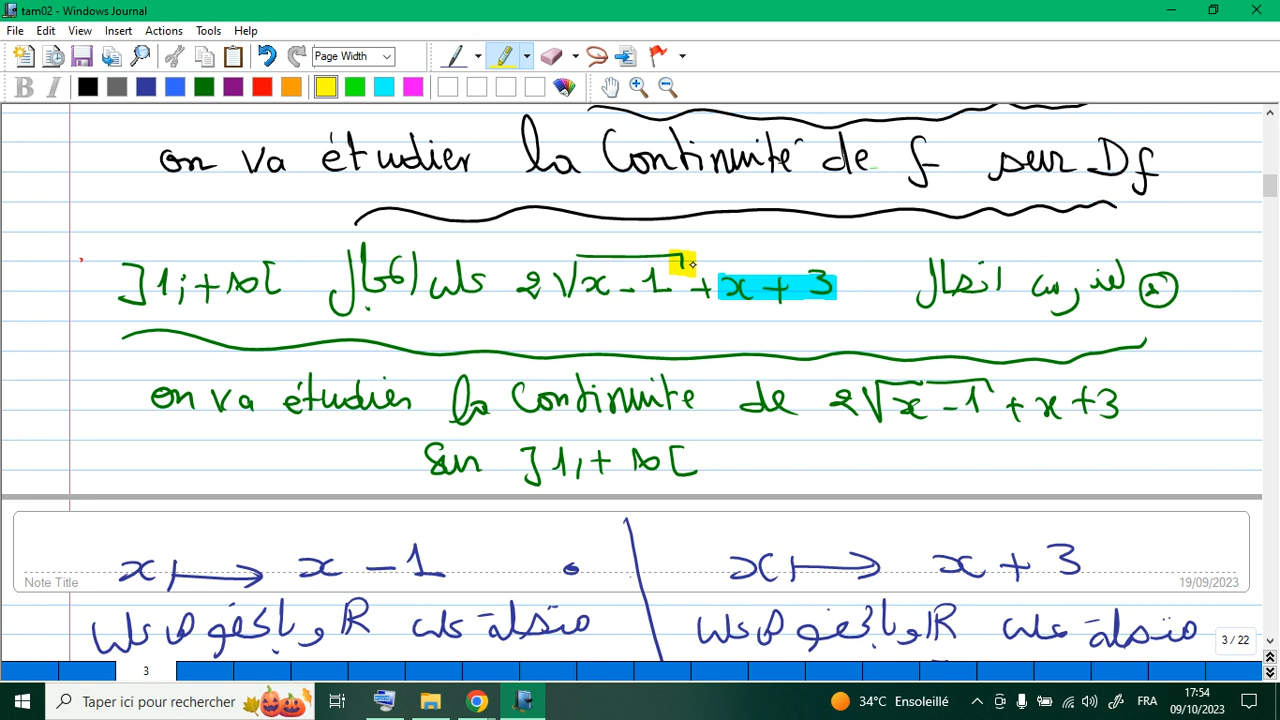 tam02 - Windows Journal
File Edit View Insert Actions Tools Help
Page Width
B I
on va étudier la Continuité de f sur Df
لندرس اتصال 2√x-1 + x + 3 على المجال ]1;+∞[
on va étudier la Continuite de 2√x-1 + x + 3
Sur ]1,+∞[
x ⟼ x - 1 • x ⟼ x + 3
Note Title 19/09/2023
متصلة على ℝ وبالخصوص على متصلة على ℝ وبالخصوص على
3 / 22
3
Taper ici pour rechercher 34°C Ensoleillé FRA 17:54
09/10/2023